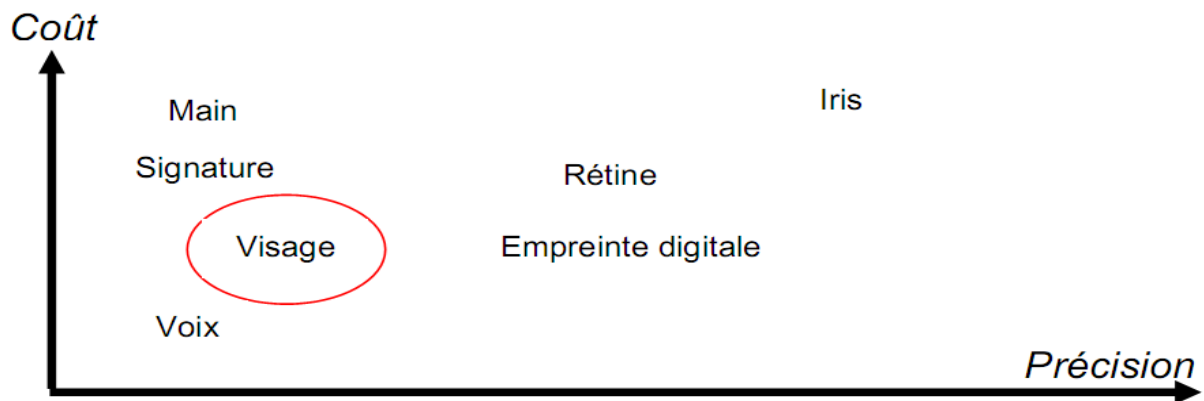 Coût
Main
Iris
Signature
Rétine
Visage
Empreinte digitale
Voix
Précision